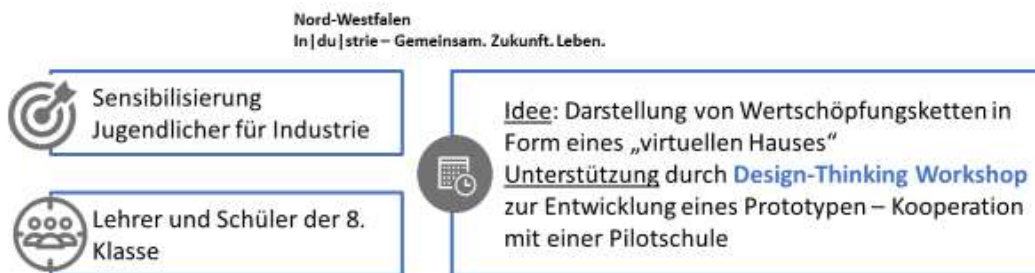 Nord-Westfalen
In|du|strie – Gemeinsam. Zukunft. Leben.
Sensibilisierung
Jugendlicher für Industrie
Lehrer und Schüler der 8.
Klasse
Idee: Darstellung von Wertschöpfungsketten in
Form eines „virtuellen Hauses“
Unterstützung durch Design-Thinking Workshop
zur Entwicklung eines Prototypen – Kooperation
mit einer Pilotschule